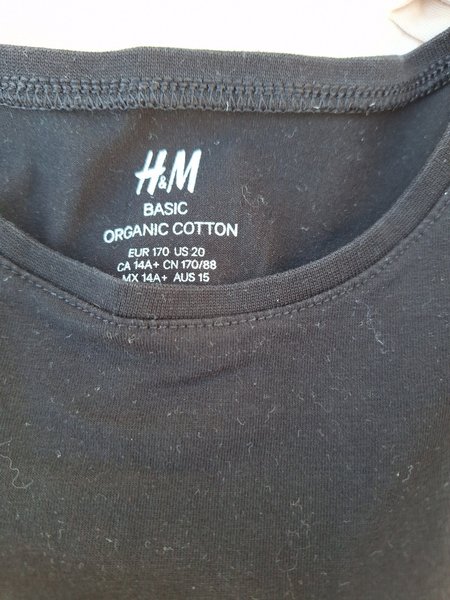 H&M
BASIC
ORGANIC COTTON
EUR 170 US 20
CA 14A+ CN 170/88
MX 14A+ AUS 15